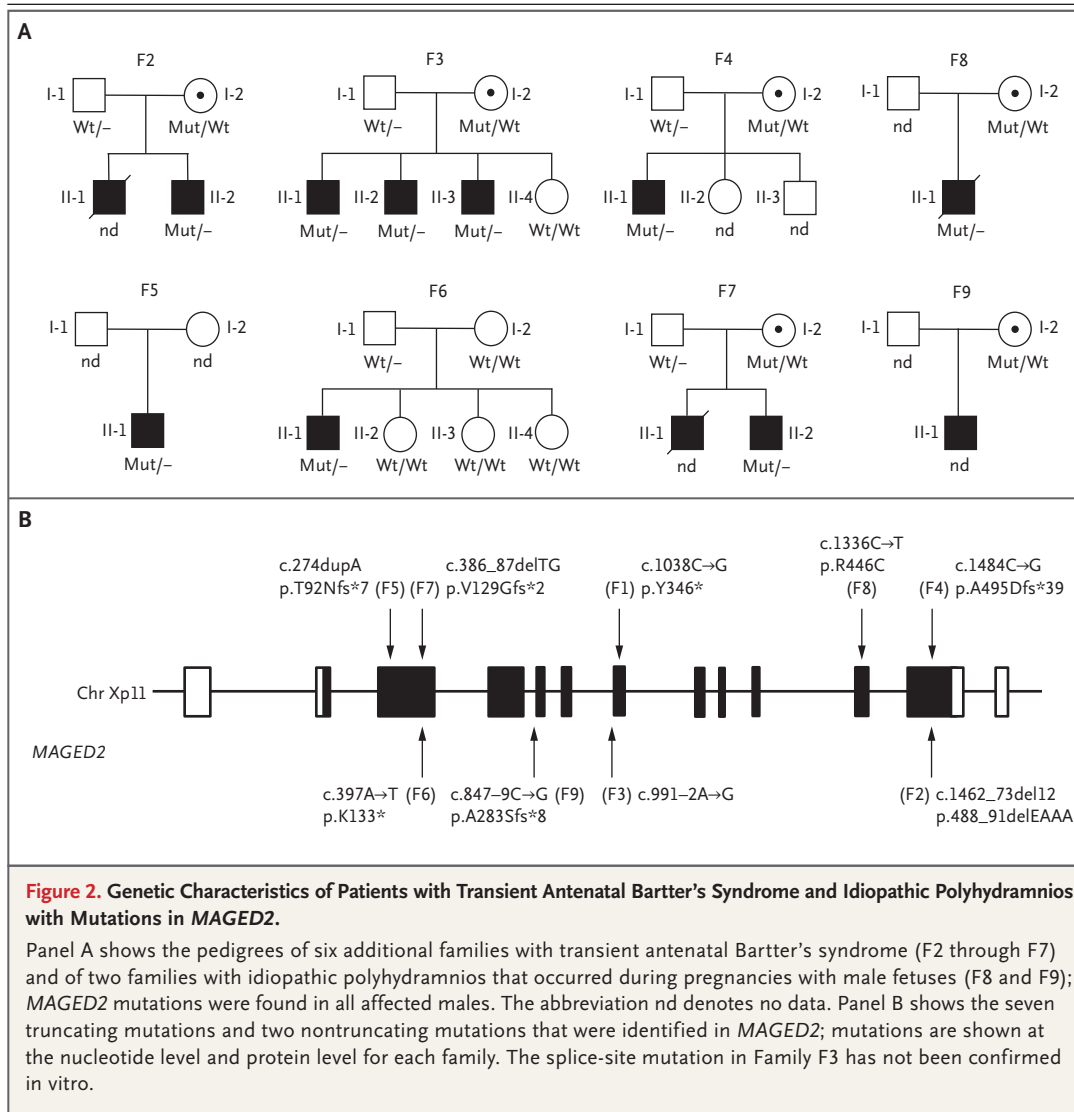 A
F2 F3 F4 F8
I-1 I-2 I-1 I-2 I-1 I-2 I-1 I-2
Wt/– Mut/Wt Wt/– Mut/Wt Wt/– Mut/Wt nd Mut/Wt
II-1 II-2 II-1 II-2 II-3 II-4 II-1 II-2 II-3 II-1
nd Mut/– Mut/– Mut/– Mut/– Wt/Wt Mut/– nd nd Mut/–
F5 F6 F7 F9
I-1 I-2 I-1 I-2 I-1 I-2 I-1 I-2
nd nd Wt/– Wt/Wt Wt/– Mut/Wt nd Mut/Wt
II-1 II-1 II-2 II-3 II-4 II-1 II-2 II-1
Mut/– Mut/– Wt/Wt Wt/Wt Wt/Wt nd Mut/– nd
B
c.274dupA c.386_87delTG c.1038C→G c.1336C→T c.1484C→G
p.T92Nfs*7 (F5) (F7) p.V129Gfs*2 (F1) p.Y346* p.R446C (F8) (F4) p.A495Dfs*39
Chr Xp11
MAGED2
c.397A→T (F6) c.847–9C→G (F9) (F3) c.991–2A→G (F2) c.1462_73del12
p.K133* p.A283Sfs*8 p.488_91delEAAA
Figure 2. Genetic Characteristics of Patients with Transient Antenatal Bartter's Syndrome and Idiopathic Polyhydramnios
with Mutations in MAGED2.
Panel A shows the pedigrees of six additional families with transient antenatal Bartter's syndrome (F2 through F7)
and of two families with idiopathic polyhydramnios that occurred during pregnancies with male fetuses (F8 and F9);
MAGED2 mutations were found in all affected males. The abbreviation nd denotes no data. Panel B shows the seven
truncating mutations and two nontruncating mutations that were identified in MAGED2; mutations are shown at
the nucleotide level and protein level for each family. The splice-site mutation in Family F3 has not been confirmed
in vitro.